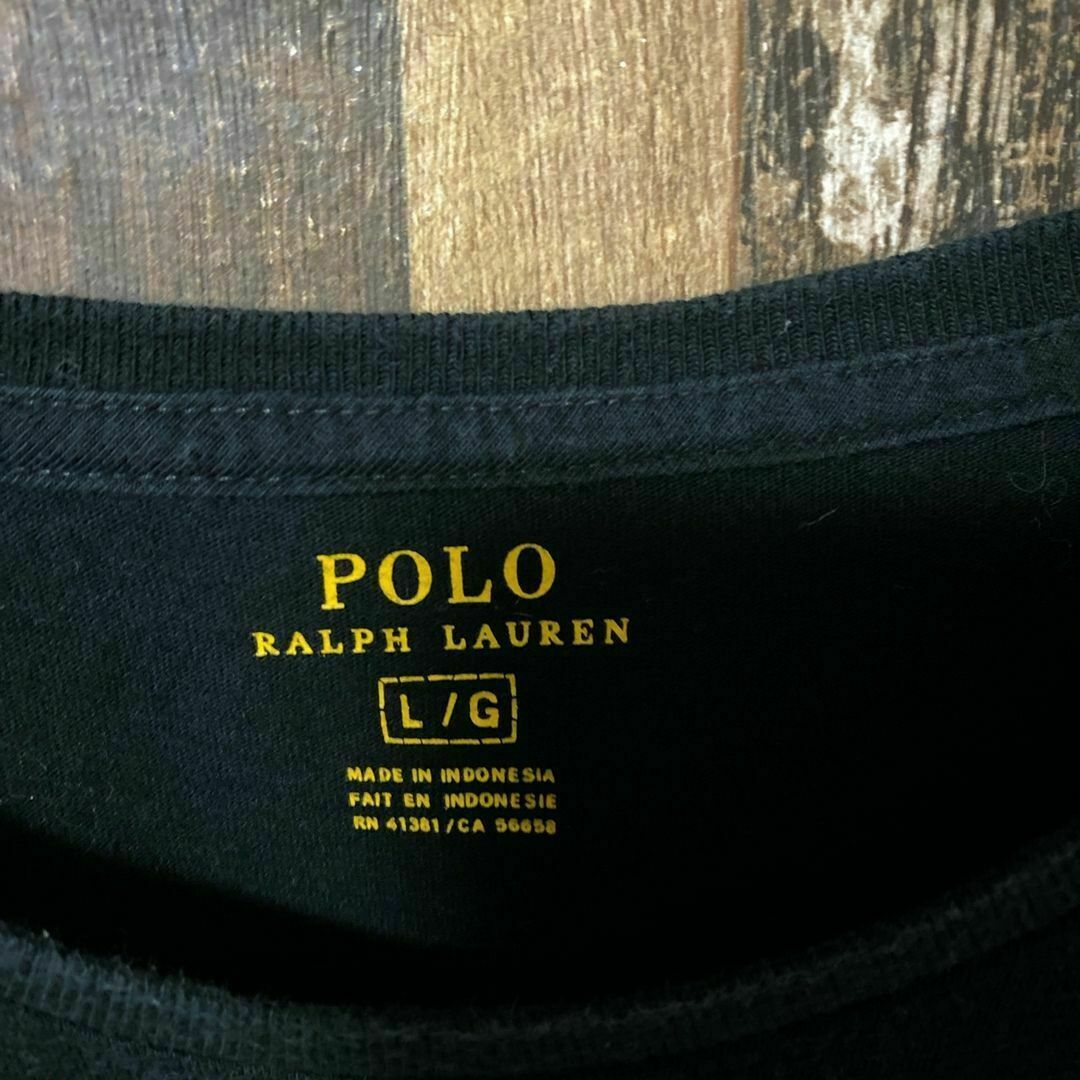 POLO
RALPH LAUREN
L/G
MADE IN INDONESIA
FAIT EN INDONESIE
RN 41381/CA 56658